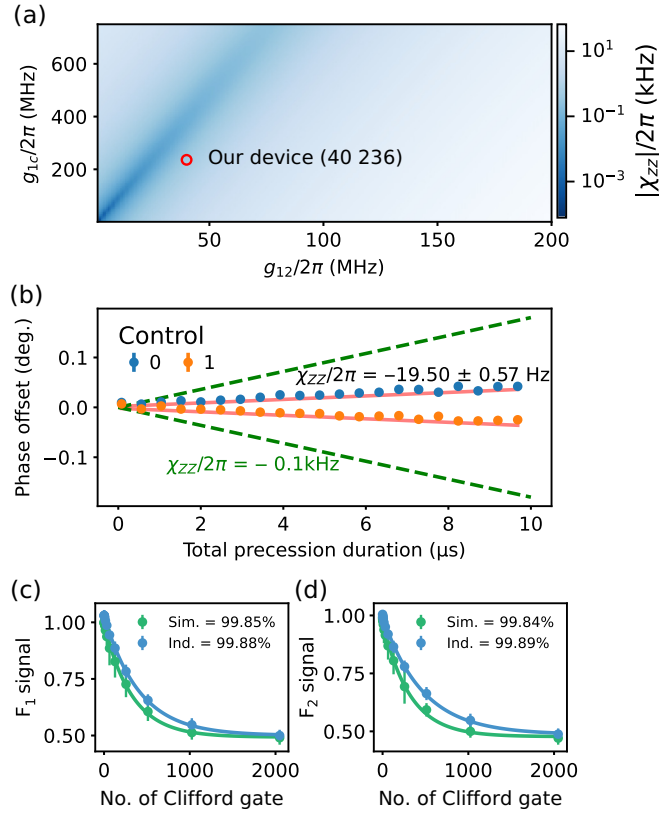 (a)
600
400
200
g1c/2π (MHz)
Our device (40 236)
50
100
150
200
g12/2π (MHz)
10^1
10^−1
10^−3
|χZZ|/2π (kHz)
(b)
Control
0
1
0.1
0.0
−0.1
Phase offset (deg.)
χZZ/2π = −19.50 ± 0.57 Hz
χZZ/2π = − 0.1kHz
0
2
4
6
8
10
Total precession duration (μs)
(c)
1.00
0.75
0.50
F1 signal
Sim. = 99.85%
Ind. = 99.88%
0
1000
2000
No. of Clifford gate
(d)
1.00
0.75
0.50
F2 signal
Sim. = 99.84%
Ind. = 99.89%
0
1000
2000
No. of Clifford gate